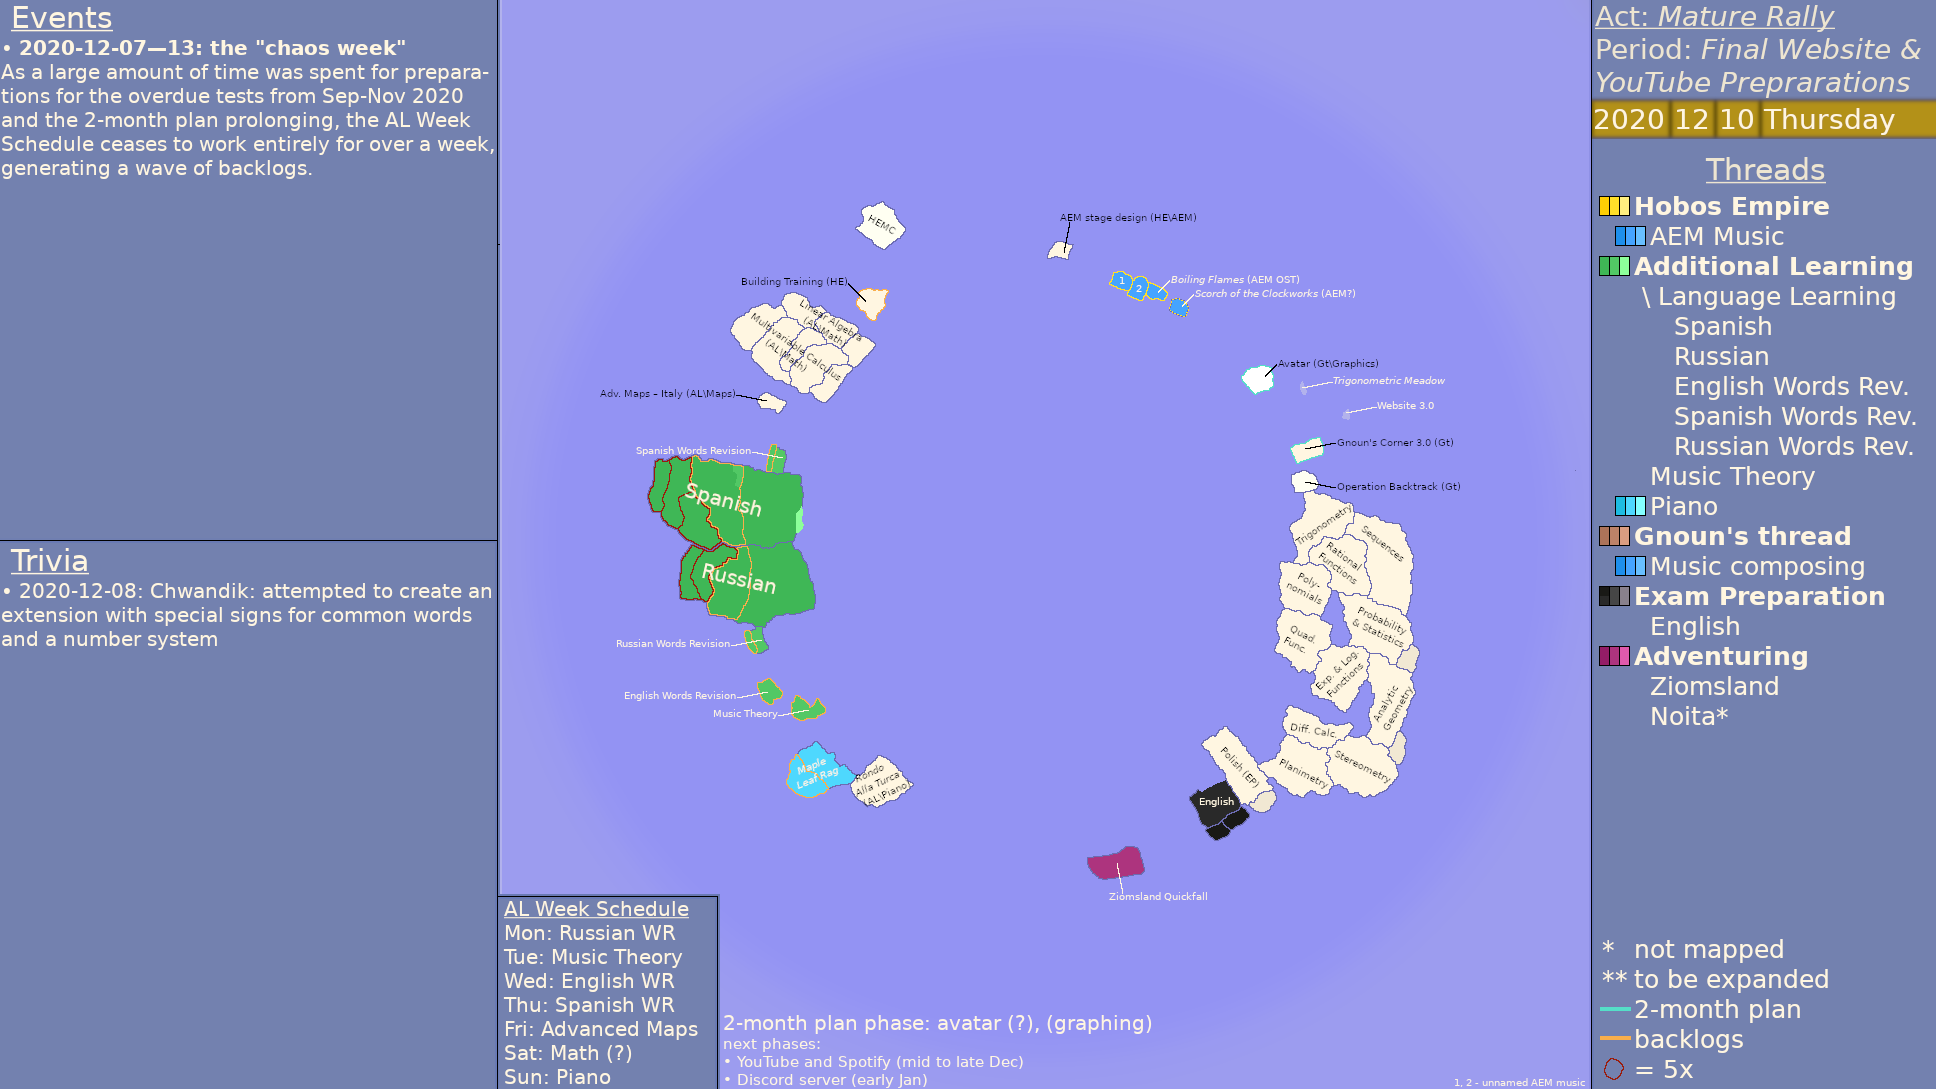 Events
• 2020-12-07—13: the "chaos week"
As a large amount of time was spent for prepara-
tions for the overdue tests from Sep-Nov 2020
and the 2-month plan prolonging, the AL Week
Schedule ceases to work entirely for over a week,
generating a wave of backlogs.
Trivia
• 2020-12-08: Chwandik: attempted to create an
extension with special signs for common words
and a number system
HEMC
AEM stage design (HE\AEM)
Building Training (HE)
1
2
Boiling Flames (AEM OST)
Scorch of the Clockworks (AEM?)
Linear Algebra
(AL\Math)
Multivariable Calculus
(AL\Math)
Adv. Maps – Italy (AL\Maps)
Avatar (Gt\Graphics)
Trigonometric Meadow
Website 3.0
Gnoun's Corner 3.0 (Gt)
Operation Backtrack (Gt)
Spanish Words Revision
Spanish
Russian
Russian Words Revision
English Words Revision
Music Theory
Maple
Leaf Rag
Rondo
Alla Turca
(AL\Piano)
Trigonometry
Sequences
Rational
Functions
Poly-
nomials
Probability
& Statistics
Quad.
Func.
Exp. & Log.
Functions
Analytic
Geometry
Diff. Calc.
Planimetry
Stereometry
Polish (EP)
English
Ziomsland Quickfall
AL Week Schedule
Mon: Russian WR
Tue: Music Theory
Wed: English WR
Thu: Spanish WR
Fri: Advanced Maps
Sat: Math (?)
Sun: Piano
2-month plan phase: avatar (?), (graphing)
next phases:
• YouTube and Spotify (mid to late Dec)
• Discord server (early Jan)
1, 2 - unnamed AEM music
Act: Mature Rally
Period: Final Website &
YouTube Preprarations
2020 12 10 Thursday
Threads
Hobos Empire
AEM Music
Additional Learning
\ Language Learning
Spanish
Russian
English Words Rev.
Spanish Words Rev.
Russian Words Rev.
Music Theory
Piano
Gnoun's thread
Music composing
Exam Preparation
English
Adventuring
Ziomsland
Noita*
* not mapped
** to be expanded
2-month plan
backlogs
= 5x